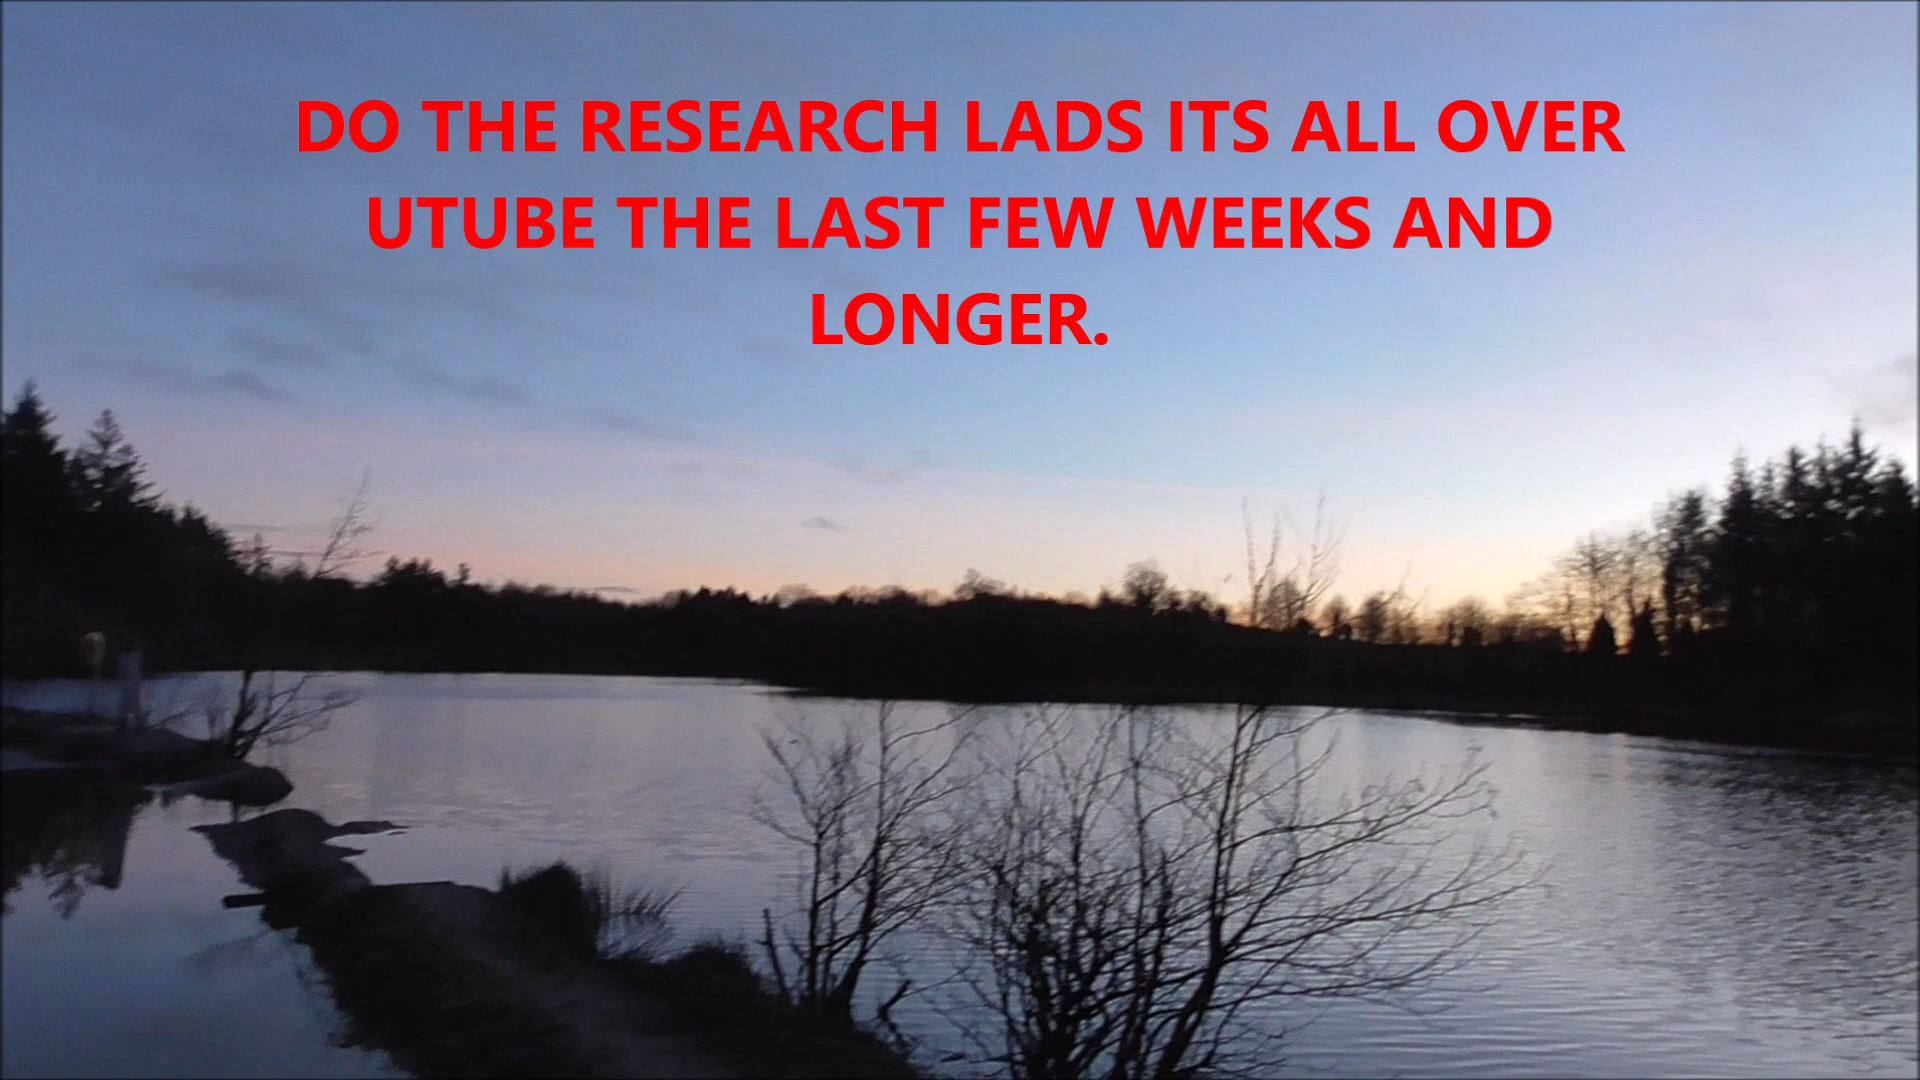 DO THE RESEARCH LADS ITS ALL OVER
UTUBE THE LAST FEW WEEKS AND
LONGER.